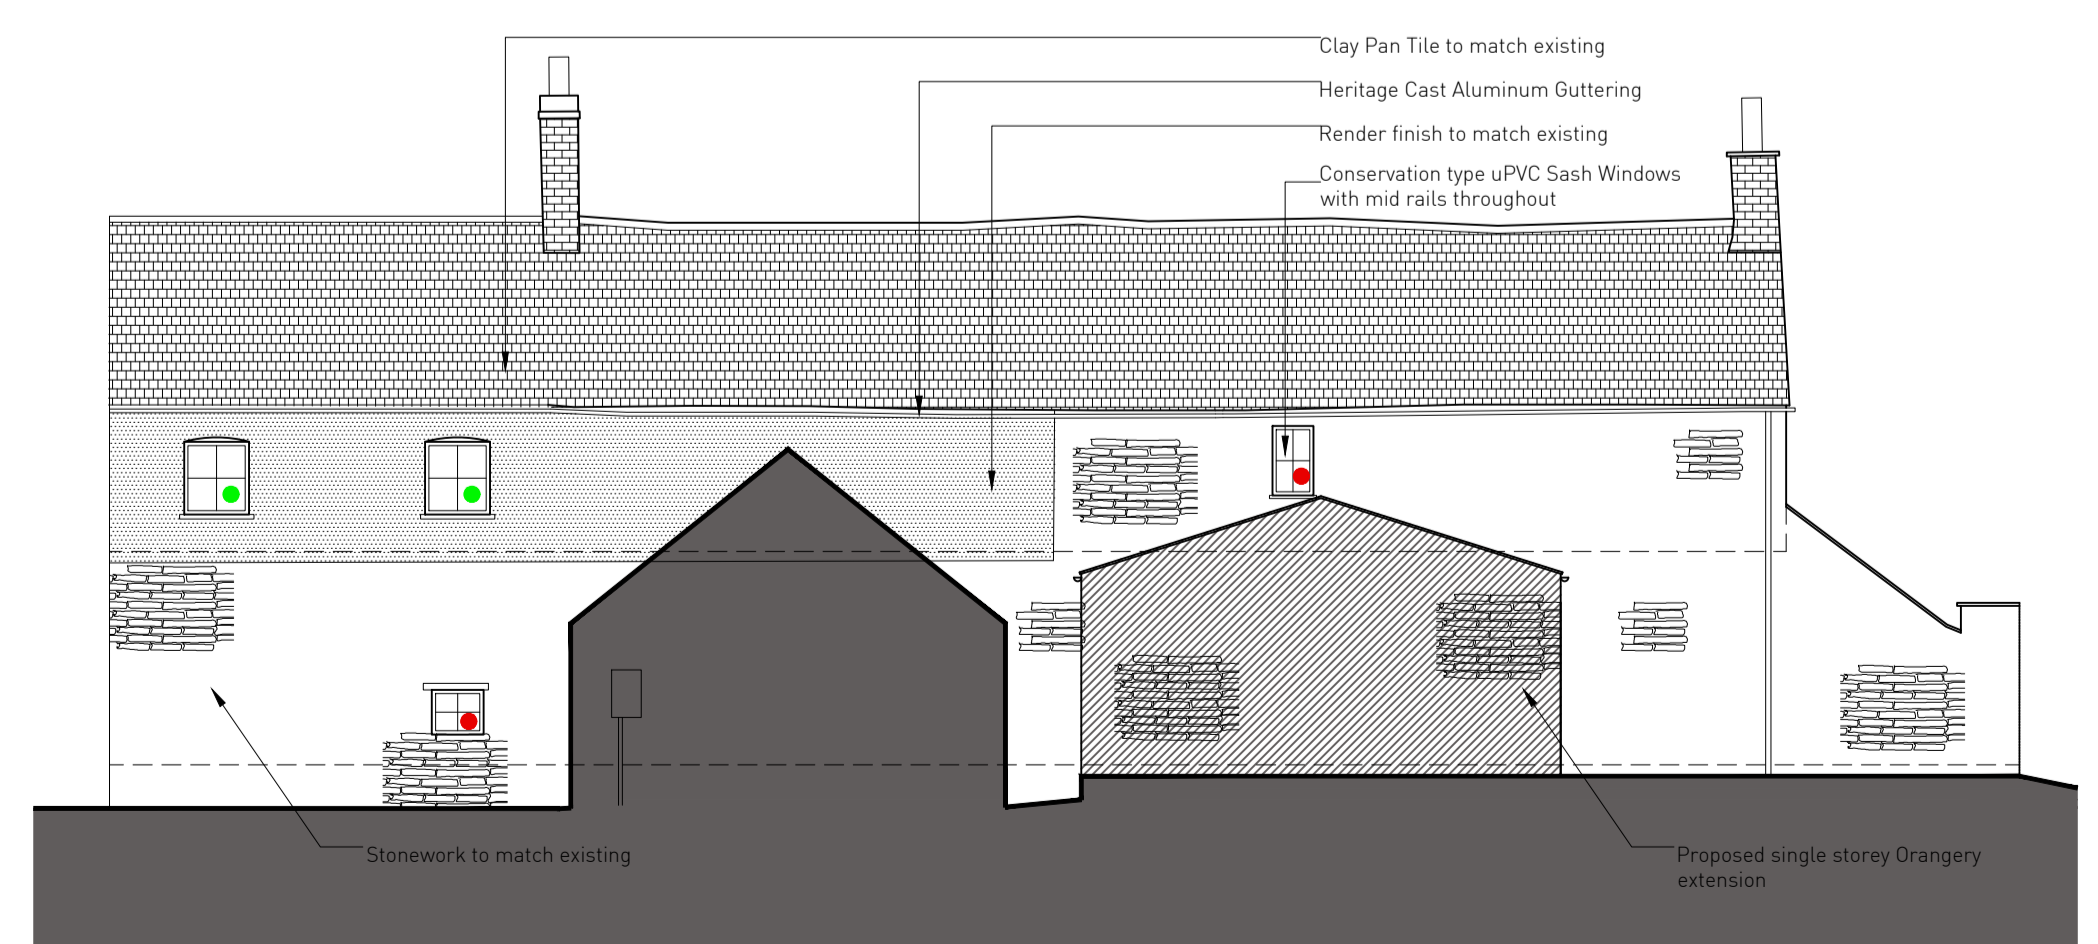 Clay Pan Tile to match existing
Heritage Cast Aluminum Guttering
Render finish to match existing
Conservation type uPVC Sash Windows
with mid rails throughout
Stonework to match existing
Proposed single storey Orangery
extension